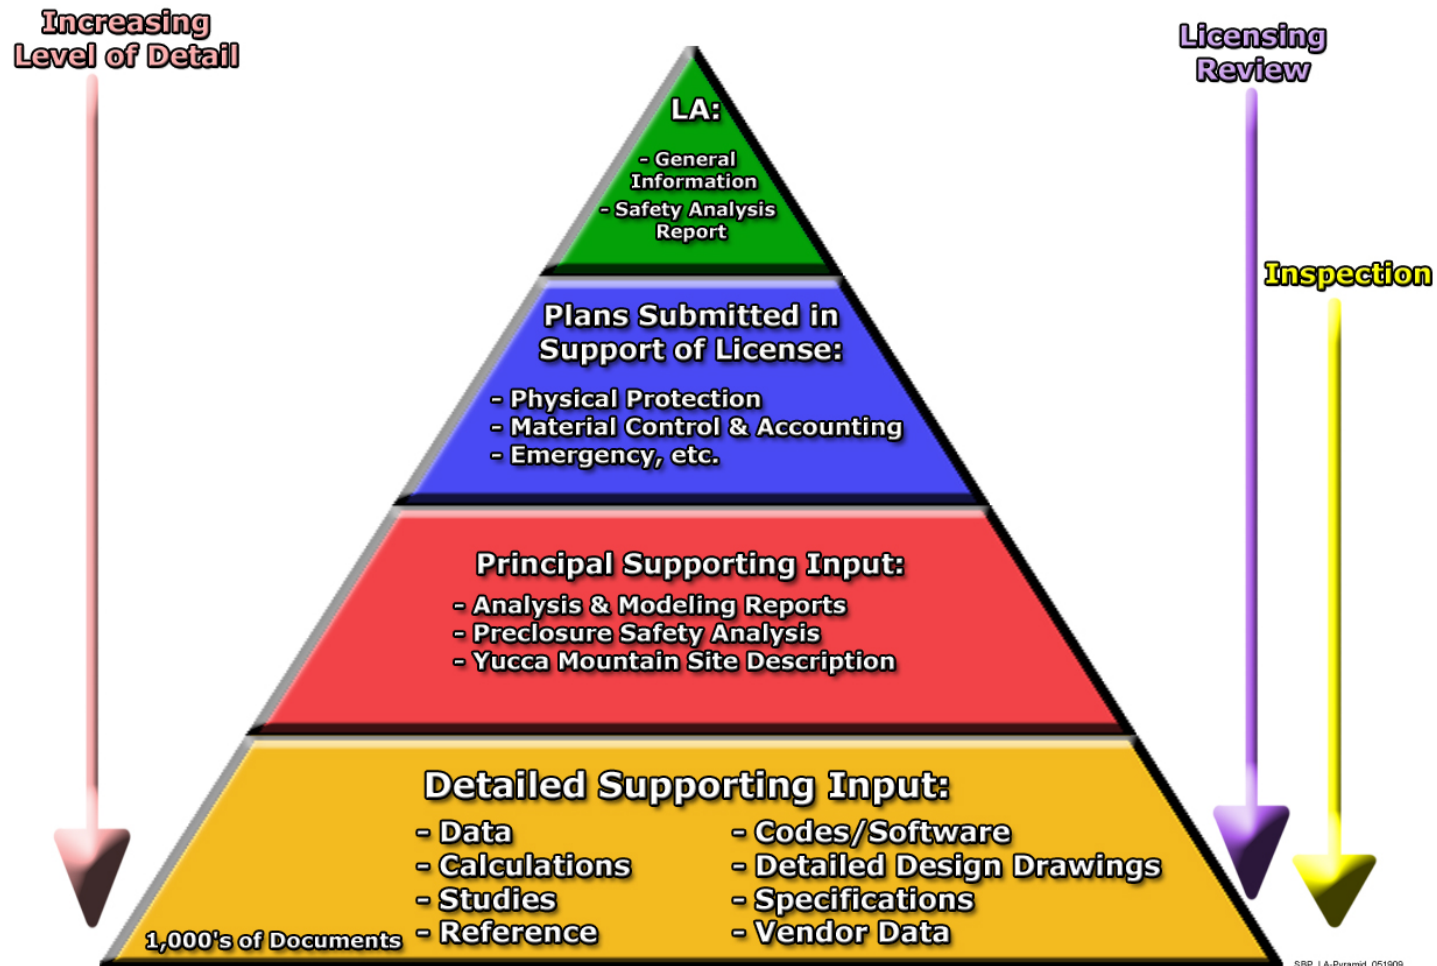 Increasing
Level of Detail
Licensing
Review
Inspection
LA:
- General
Information
- Safety Analysis
Report
Plans Submitted in
Support of License:
- Physical Protection
- Material Control & Accounting
- Emergency, etc.
Principal Supporting Input:
- Analysis & Modeling Reports
- Preclosure Safety Analysis
- Yucca Mountain Site Description
Detailed Supporting Input:
- Data
- Calculations
- Studies
- Reference
- Codes/Software
- Detailed Design Drawings
- Specifications
- Vendor Data
1,000's of Documents
SBP_LA-Pyramid_051909